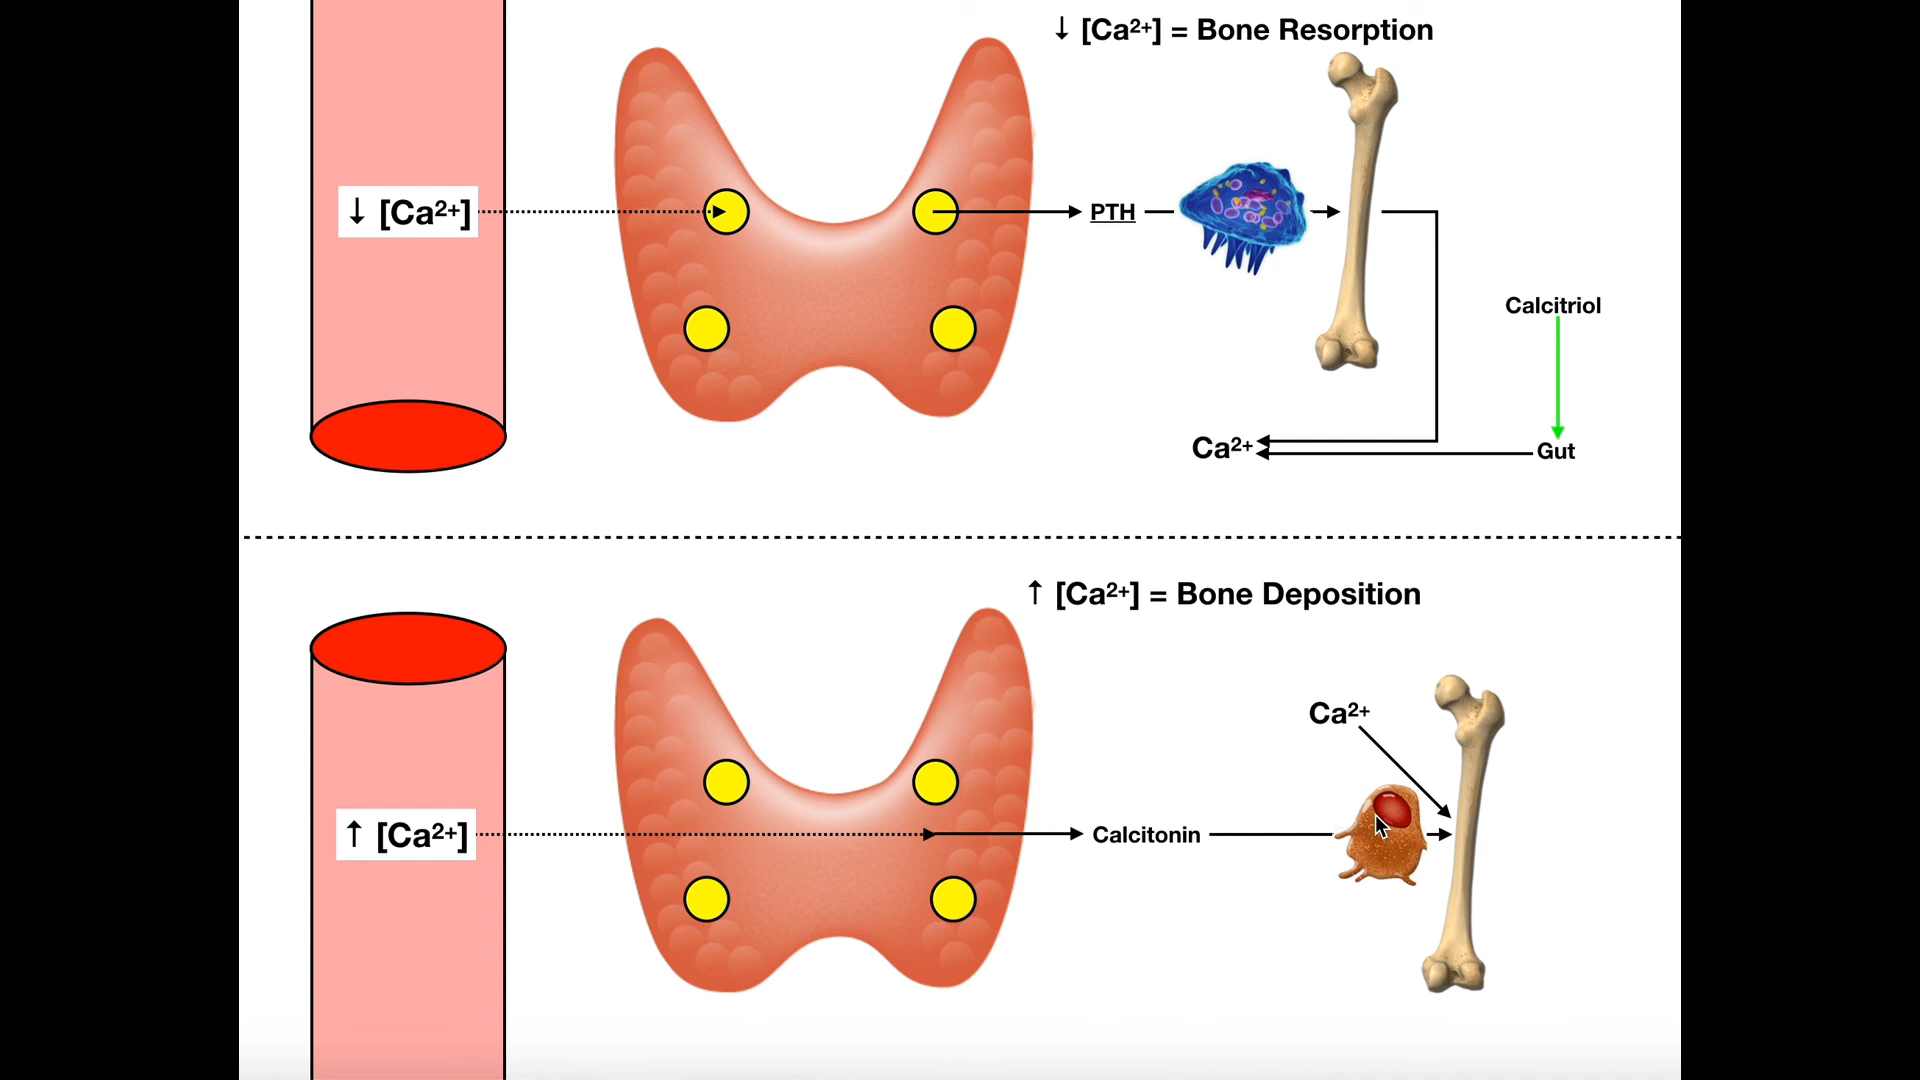 ↓ [Ca²⁺] = Bone Resorption
↓ [Ca²⁺]
PTH
Calcitriol
Ca²⁺
Gut
↑ [Ca²⁺] = Bone Deposition
Ca²⁺
↑ [Ca²⁺]
Calcitonin